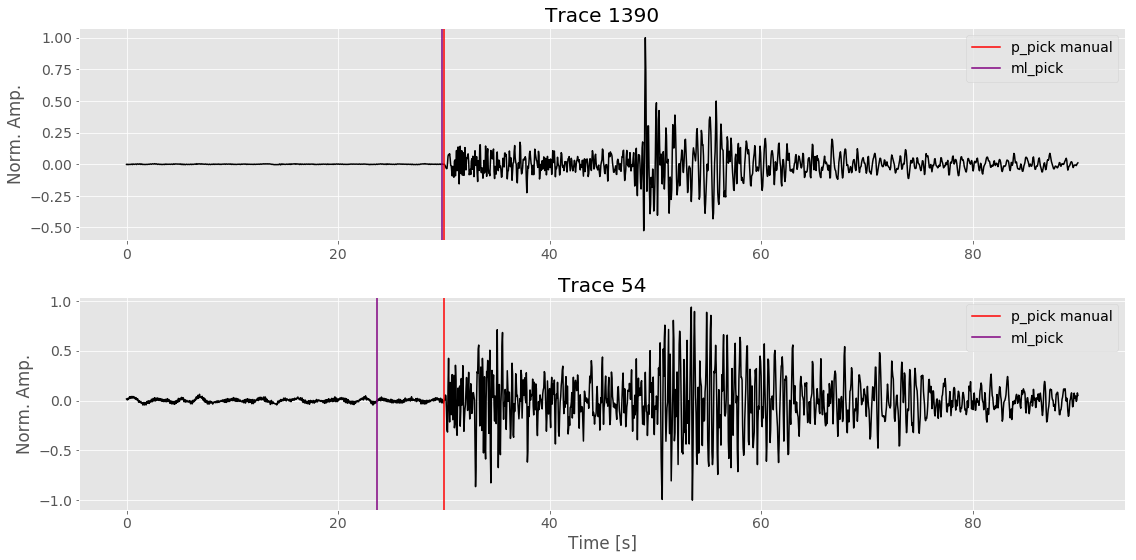 Trace 1390
Norm. Amp.
1.00
0.75
0.50
0.25
0.00
−0.25
−0.50
p_pick manual
ml_pick
0 20 40 60 80
Trace 54
Norm. Amp.
1.0
0.5
0.0
−0.5
−1.0
p_pick manual
ml_pick
0 20 40 60 80
Time [s]